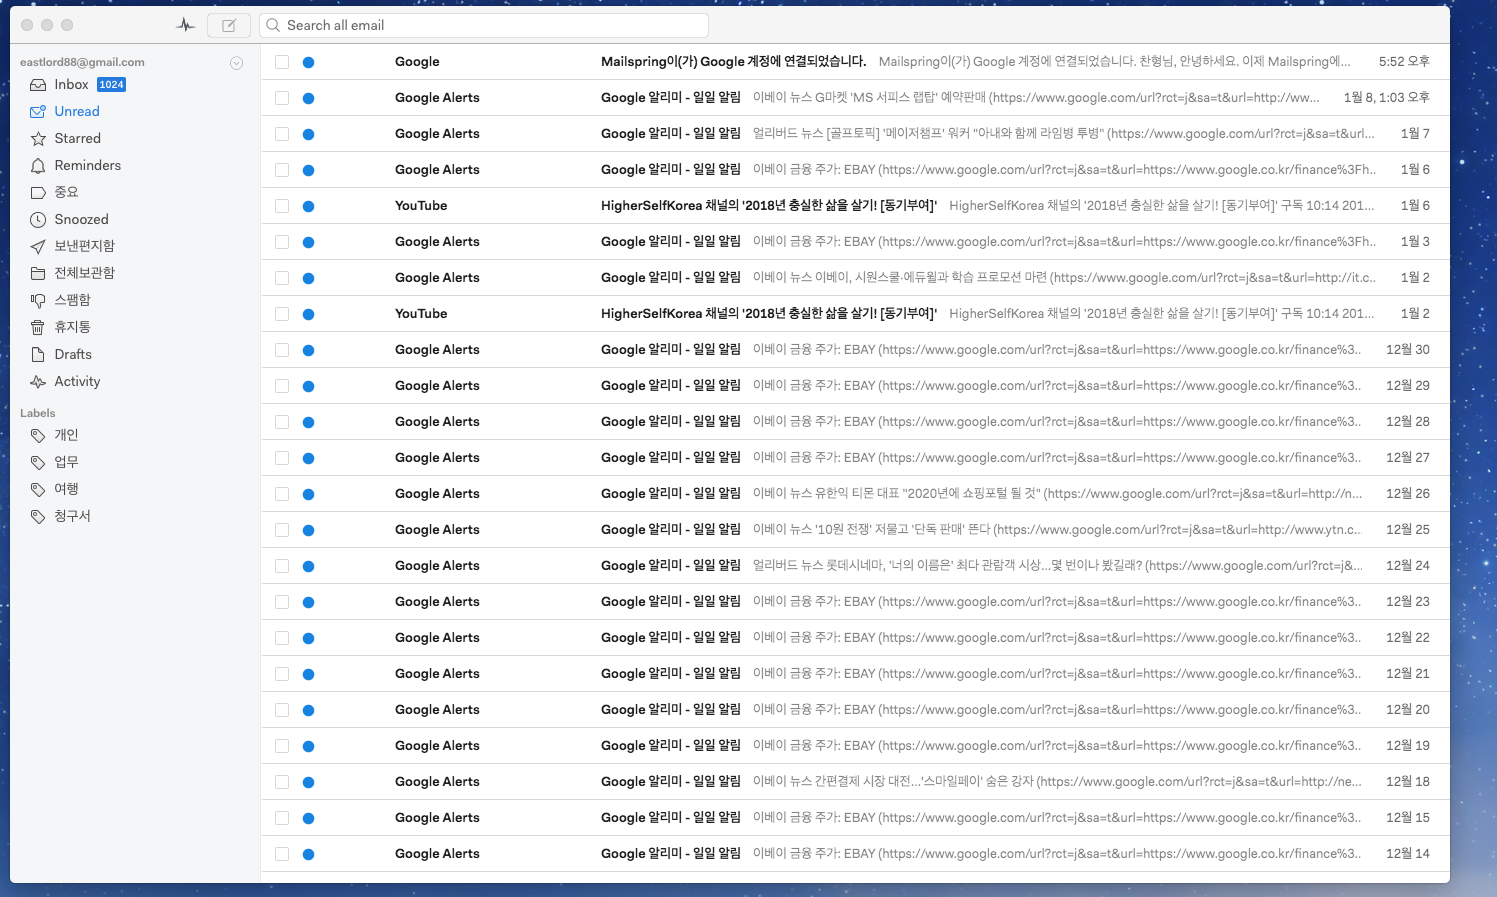 Search all email
eastlord88@gmail.com
Inbox 1024
Unread
Starred
Reminders
중요
Snoozed
보낸편지함
전체보관함
스팸함
휴지통
Drafts
Activity
Labels
개인
업무
여행
청구서
Google Mailspring이(가) Google 계정에 연결되었습니다. Mailspring이(가) Google 계정에 연결되었습니다. 찬형님, 안녕하세요. 이제 Mailspring에... 5:52 오후
Google Alerts Google 알리미 - 일일 알림 이베이 뉴스 G마켓 'MS 서피스 랩탑' 예약판매 (https://www.google.com/url?rct=j&sa=t&url=http://ww... 1월 8, 1:03 오후
Google Alerts Google 알리미 - 일일 알림 얼리버드 뉴스 [골프토픽] '메이저챔프' 워커 "아내와 함께 라임병 투병" (https://www.google.com/url?rct=j&sa=t&url... 1월 7
Google Alerts Google 알리미 - 일일 알림 이베이 금융 주가: EBAY (https://www.google.com/url?rct=j&sa=t&url=https://www.google.co.kr/finance%3Fh.. 1월 6
YouTube HigherSelfKorea 채널의 '2018년 충실한 삶을 살기! [동기부여]' HigherSelfKorea 채널의 '2018년 충실한 삶을 살기! [동기부여]' 구독 10:14 201... 1월 6
Google Alerts Google 알리미 - 일일 알림 이베이 금융 주가: EBAY (https://www.google.com/url?rct=j&sa=t&url=https://www.google.co.kr/finance%3Fh.. 1월 3
Google Alerts Google 알리미 - 일일 알림 이베이 뉴스 이베이, 시원스쿨·에듀윌과 학습 프로모션 마련 (https://www.google.com/url?rct=j&sa=t&url=http://it.c.. 1월 2
YouTube HigherSelfKorea 채널의 '2018년 충실한 삶을 살기! [동기부여]' HigherSelfKorea 채널의 '2018년 충실한 삶을 살기! [동기부여]' 구독 10:14 201... 1월 2
Google Alerts Google 알리미 - 일일 알림 이베이 금융 주가: EBAY (https://www.google.com/url?rct=j&sa=t&url=https://www.google.co.kr/finance%3.. 12월 30
Google Alerts Google 알리미 - 일일 알림 이베이 금융 주가: EBAY (https://www.google.com/url?rct=j&sa=t&url=https://www.google.co.kr/finance%3.. 12월 29
Google Alerts Google 알리미 - 일일 알림 이베이 금융 주가: EBAY (https://www.google.com/url?rct=j&sa=t&url=https://www.google.co.kr/finance%3.. 12월 28
Google Alerts Google 알리미 - 일일 알림 이베이 금융 주가: EBAY (https://www.google.com/url?rct=j&sa=t&url=https://www.google.co.kr/finance%3.. 12월 27
Google Alerts Google 알리미 - 일일 알림 이베이 뉴스 유한익 티몬 대표 "2020년에 쇼핑포털 될 것" (https://www.google.com/url?rct=j&sa=t&url=http://n... 12월 26
Google Alerts Google 알리미 - 일일 알림 이베이 뉴스 '10원 전쟁' 저물고 '단독 판매' 뜬다 (https://www.google.com/url?rct=j&sa=t&url=http://www.ytn.c... 12월 25
Google Alerts Google 알리미 - 일일 알림 얼리버드 뉴스 롯데시네마, '너의 이름은' 최다 관람객 시상...몇 번이나 봤길래? (https://www.google.com/url?rct=j&... 12월 24
Google Alerts Google 알리미 - 일일 알림 이베이 금융 주가: EBAY (https://www.google.com/url?rct=j&sa=t&url=https://www.google.co.kr/finance%3.. 12월 23
Google Alerts Google 알리미 - 일일 알림 이베이 금융 주가: EBAY (https://www.google.com/url?rct=j&sa=t&url=https://www.google.co.kr/finance%3.. 12월 22
Google Alerts Google 알리미 - 일일 알림 이베이 금융 주가: EBAY (https://www.google.com/url?rct=j&sa=t&url=https://www.google.co.kr/finance%3.. 12월 21
Google Alerts Google 알리미 - 일일 알림 이베이 금융 주가: EBAY (https://www.google.com/url?rct=j&sa=t&url=https://www.google.co.kr/finance%3.. 12월 20
Google Alerts Google 알리미 - 일일 알림 이베이 금융 주가: EBAY (https://www.google.com/url?rct=j&sa=t&url=https://www.google.co.kr/finance%3.. 12월 19
Google Alerts Google 알리미 - 일일 알림 이베이 뉴스 간편결제 시장 대전...'스마일페이' 숨은 강자 (https://www.google.com/url?rct=j&sa=t&url=http://ne... 12월 18
Google Alerts Google 알리미 - 일일 알림 이베이 금융 주가: EBAY (https://www.google.com/url?rct=j&sa=t&url=https://www.google.co.kr/finance%3.. 12월 15
Google Alerts Google 알리미 - 일일 알림 이베이 금융 주가: EBAY (https://www.google.com/url?rct=j&sa=t&url=https://www.google.co.kr/finance%3.. 12월 14